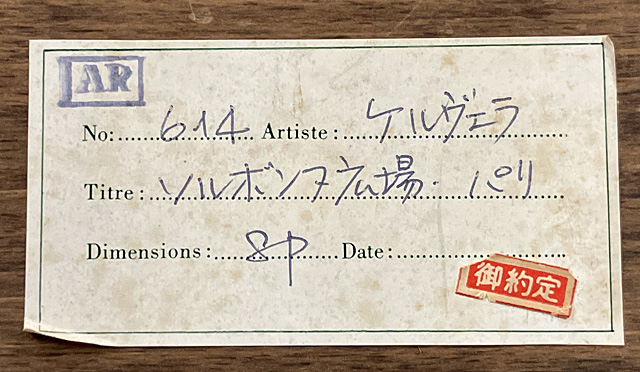 AR
No: 614 Artiste: ケルヴェラ
Titre: ソルボンヌ広場. パリ
Dimensions: 8P Date:
御約定